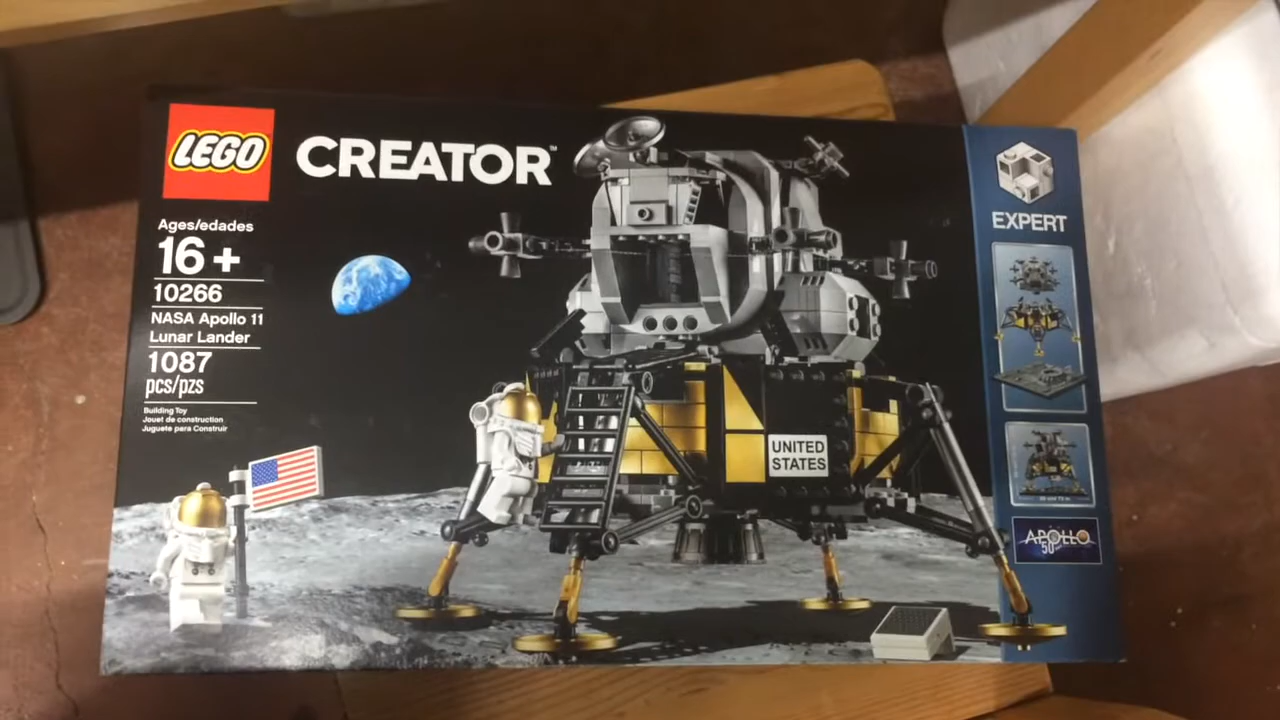 LEGO
CREATOR™
Ages/edades
16+
10266
NASA Apollo 11
Lunar Lander
1087
pcs/pzs
Building Toy
Jouet de construction
Juguete para Construir
UNITED
STATES
EXPERT
APOLLO
50